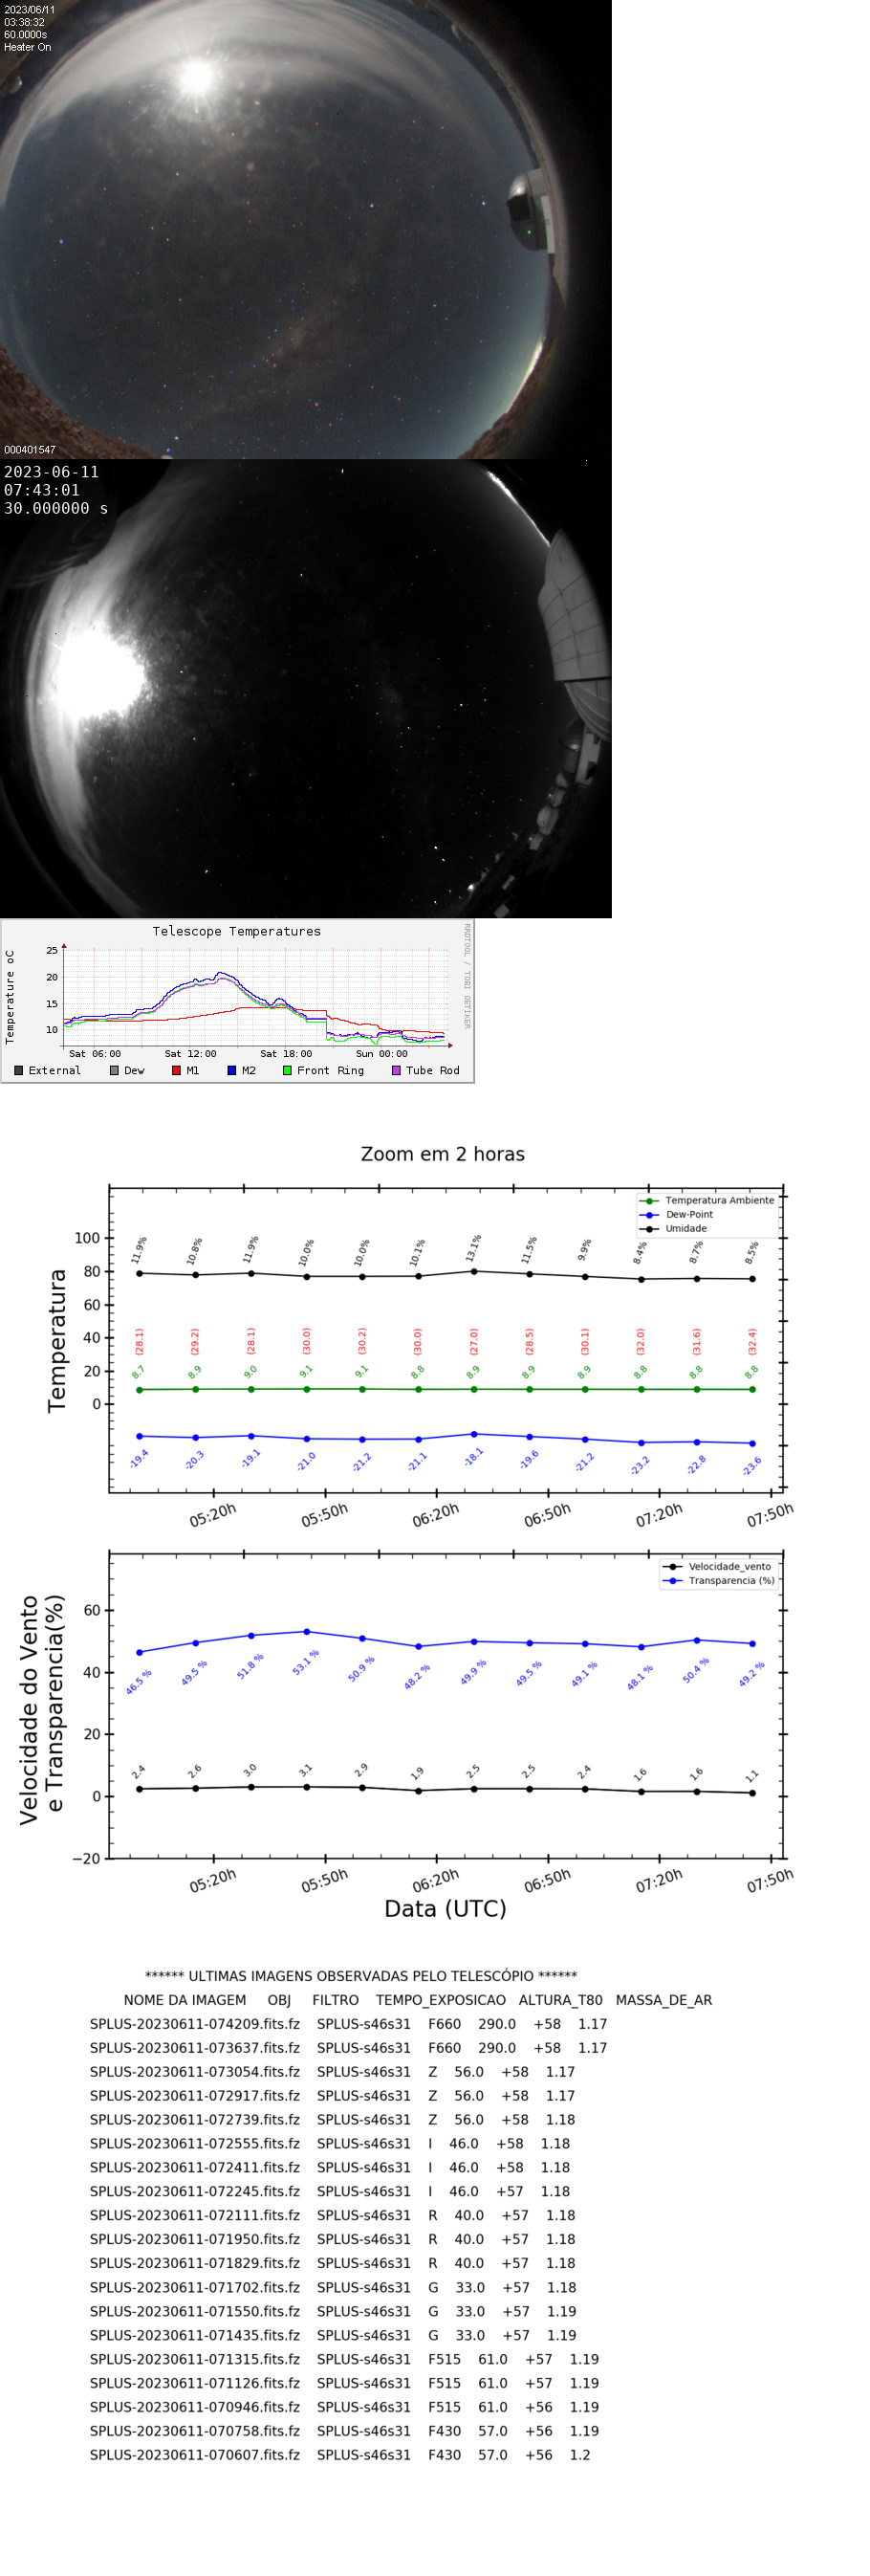 2023/06/11
03:38:32
60.0000s
Heater On
000401547
2023-06-11
07:43:01
30.000000 s
Telescope Temperatures
RRDTOOL / TOBI OETIKER
Temperature oC
25
20
15
10
Sat 06:00 Sat 12:00 Sat 18:00 Sun 00:00
External Dew M1 M2 Front Ring Tube Rod
Zoom em 2 horas
Temperatura Ambiente
Dew-Point
Umidade
Temperatura
100
80
60
40
20
0
11.9% 10.8% 11.9% 10.0% 10.0% 10.1% 13.1% 11.5% 9.9% 8.4% 8.7% 8.5%
(28.1) (29.2) (28.1) (30.0) (30.2) (30.0) (27.0) (28.5) (30.1) (32.0) (31.6) (32.4)
8.7 8.9 9.0 9.1 9.1 8.8 8.9 8.9 8.9 8.8 8.8 8.8
-19.4 -20.3 -19.1 -21.0 -21.2 -21.1 -18.1 -19.6 -21.2 -23.2 -22.8 -23.6
05:20h 05:50h 06:20h 06:50h 07:20h 07:50h
Velocidade_vento
Transparencia (%)
Velocidade do Vento
e Transparencia(%)
60
40
20
0
−20
46.5 % 49.5 % 51.8 % 53.1 % 50.9 % 48.2 % 49.9 % 49.5 % 49.1 % 48.1 % 50.4 % 49.2 %
2.4 2.6 3.0 3.1 2.9 1.9 2.5 2.5 2.4 1.6 1.6 1.1
05:20h 05:50h 06:20h 06:50h 07:20h 07:50h
Data (UTC)
****** ULTIMAS IMAGENS OBSERVADAS PELO TELESCÓPIO ******
NOME DA IMAGEM OBJ FILTRO TEMPO_EXPOSICAO ALTURA_T80 MASSA_DE_AR
SPLUS-20230611-074209.fits.fz SPLUS-s46s31 F660 290.0 +58 1.17
SPLUS-20230611-073637.fits.fz SPLUS-s46s31 F660 290.0 +58 1.17
SPLUS-20230611-073054.fits.fz SPLUS-s46s31 Z 56.0 +58 1.17
SPLUS-20230611-072917.fits.fz SPLUS-s46s31 Z 56.0 +58 1.17
SPLUS-20230611-072739.fits.fz SPLUS-s46s31 Z 56.0 +58 1.18
SPLUS-20230611-072555.fits.fz SPLUS-s46s31 I 46.0 +58 1.18
SPLUS-20230611-072411.fits.fz SPLUS-s46s31 I 46.0 +58 1.18
SPLUS-20230611-072245.fits.fz SPLUS-s46s31 I 46.0 +57 1.18
SPLUS-20230611-072111.fits.fz SPLUS-s46s31 R 40.0 +57 1.18
SPLUS-20230611-071950.fits.fz SPLUS-s46s31 R 40.0 +57 1.18
SPLUS-20230611-071829.fits.fz SPLUS-s46s31 R 40.0 +57 1.18
SPLUS-20230611-071702.fits.fz SPLUS-s46s31 G 33.0 +57 1.18
SPLUS-20230611-071550.fits.fz SPLUS-s46s31 G 33.0 +57 1.19
SPLUS-20230611-071435.fits.fz SPLUS-s46s31 G 33.0 +57 1.19
SPLUS-20230611-071315.fits.fz SPLUS-s46s31 F515 61.0 +57 1.19
SPLUS-20230611-071126.fits.fz SPLUS-s46s31 F515 61.0 +57 1.19
SPLUS-20230611-070946.fits.fz SPLUS-s46s31 F515 61.0 +56 1.19
SPLUS-20230611-070758.fits.fz SPLUS-s46s31 F430 57.0 +56 1.19
SPLUS-20230611-070607.fits.fz SPLUS-s46s31 F430 57.0 +56 1.2